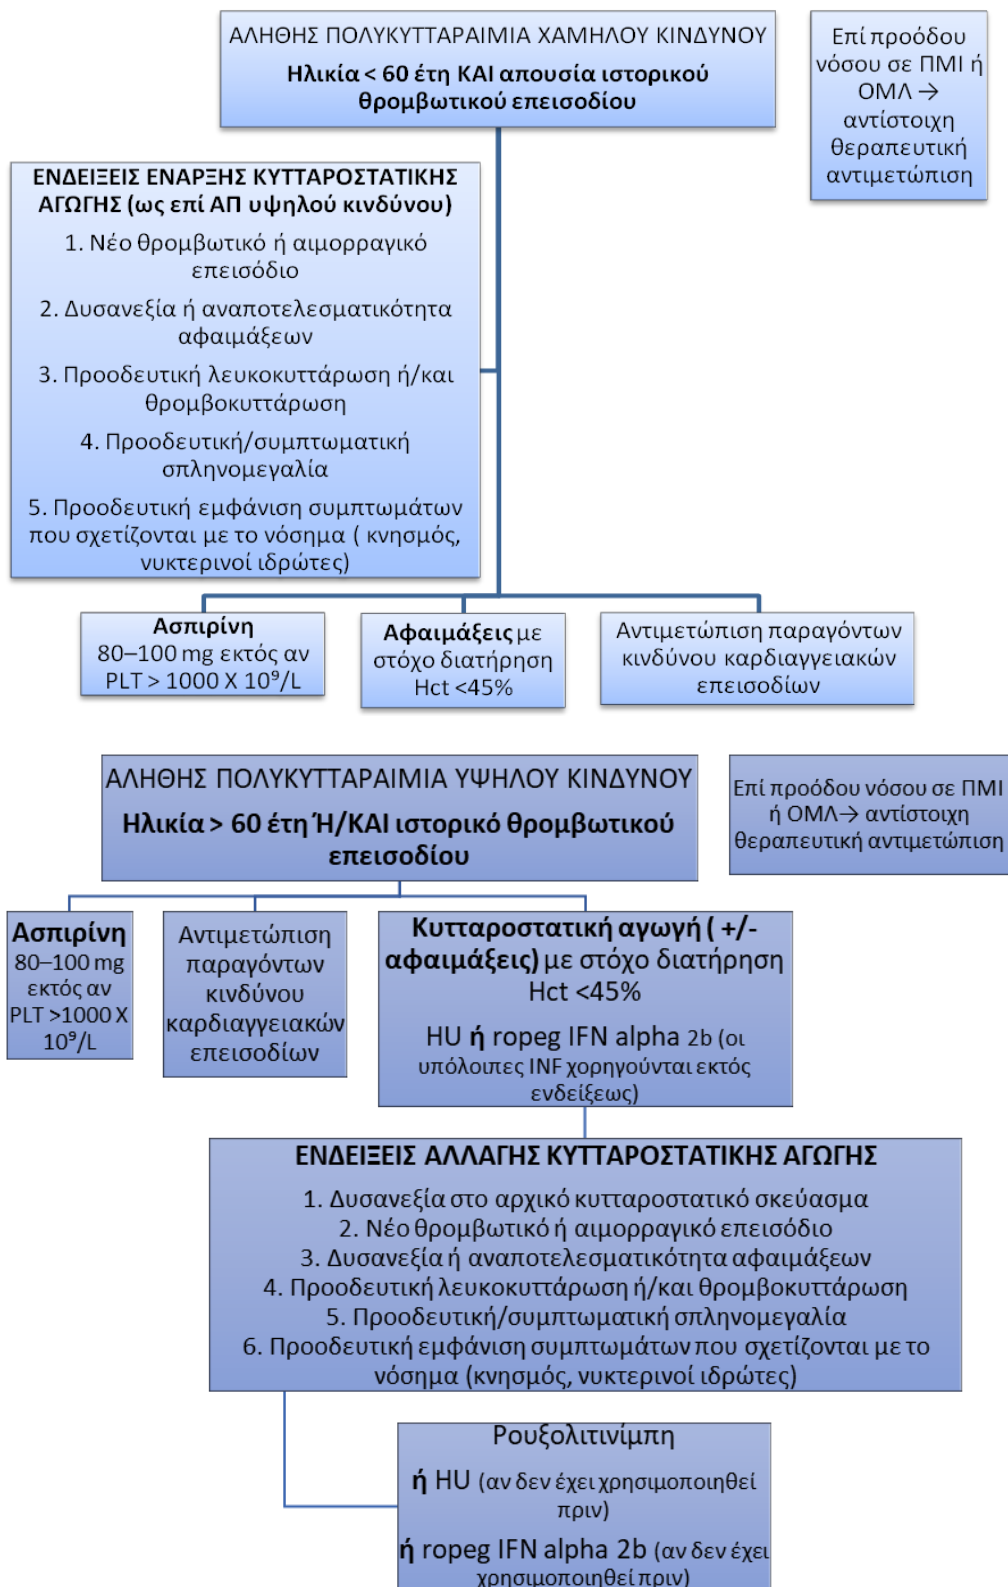 ΑΛΗΘΗΣ ΠΟΛΥΚΥΤΤΑΡΑΙΜΙΑ ΧΑΜΗΛΟΥ ΚΙΝΔΥΝΟΥ
Ηλικία < 60 έτη ΚΑΙ απουσία ιστορικού
θρομβωτικού επεισοδίου
Επί προόδου
νόσου σε ΠΜΙ ή
ΟΜΛ →
αντίστοιχη
θεραπευτική
αντιμετώπιση
ΕΝΔΕΙΞΕΙΣ ΕΝΑΡΞΗΣ ΚΥΤΤΑΡΟΣΤΑΤΙΚΗΣ
ΑΓΩΓΗΣ (ως επί ΑΠ υψηλού κινδύνου)
1. Νέο θρομβωτικό ή αιμορραγικό
επεισόδιο
2. Δυσανεξία ή αναποτελεσματικότητα
αφαιμάξεων
3. Προοδευτική λευκοκυττάρωση ή/και
θρομβοκυττάρωση
4. Προοδευτική/συμπτωματική
σπληνομεγαλία
5. Προοδευτική εμφάνιση συμπτωμάτων
που σχετίζονται με το νόσημα ( κνησμός,
νυκτερινοί ιδρώτες)
Ασπιρίνη
80–100 mg εκτός αν
PLT > 1000 X 10⁹/L
Αφαιμάξεις με
στόχο διατήρηση
Hct <45%
Αντιμετώπιση παραγόντων
κινδύνου καρδιαγγειακών
επεισοδίων
ΑΛΗΘΗΣ ΠΟΛΥΚΥΤΤΑΡΑΙΜΙΑ ΥΨΗΛΟΥ ΚΙΝΔΥΝΟΥ
Ηλικία > 60 έτη Ή/ΚΑΙ ιστορικό θρομβωτικού
επεισοδίου
Επί προόδου νόσου σε ΠΜΙ
ή ΟΜΛ→ αντίστοιχη
θεραπευτική αντιμετώπιση
Ασπιρίνη
80–100 mg
εκτός αν
PLT >1000 X
10⁹/L
Αντιμετώπιση
παραγόντων
κινδύνου
καρδιαγγειακών
επεισοδίων
Κυτταροστατική αγωγή ( +/-
αφαιμάξεις) με στόχο διατήρηση
Hct <45%
HU ή ropeg IFN alpha 2b (οι
υπόλοιπες INF χορηγούνται εκτός
ενδείξεως)
ΕΝΔΕΙΞΕΙΣ ΑΛΛΑΓΗΣ ΚΥΤΤΑΡΟΣΤΑΤΙΚΗΣ ΑΓΩΓΗΣ
1. Δυσανεξία στο αρχικό κυτταροστατικό σκεύασμα
2. Νέο θρομβωτικό ή αιμορραγικό επεισόδιο
3. Δυσανεξία ή αναποτελεσματικότητα αφαιμάξεων
4. Προοδευτική λευκοκυττάρωση ή/και θρομβοκυττάρωση
5. Προοδευτική/συμπτωματική σπληνομεγαλία
6. Προοδευτική εμφάνιση συμπτωμάτων που σχετίζονται με το
νόσημα (κνησμός, νυκτερινοί ιδρώτες)
Ρουξολιτινίμπη
ή HU (αν δεν έχει χρησιμοποιηθεί
πριν)
ή ropeg IFN alpha 2b (αν δεν έχει
χρησιμοποιηθεί πριν)